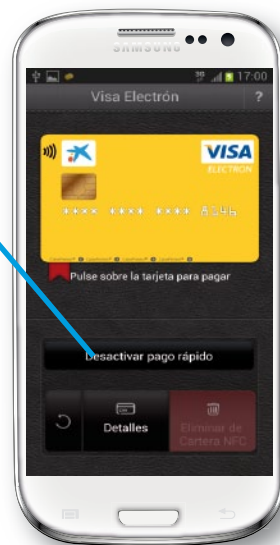 SAMSUNG
3G 17:00
Visa Electrón ?
VISA
ELECTRON
**** **** **** 8146
Pulse sobre la tarjeta para pagar
Desactivar pago rápido
Detalles
Eliminar de
Cartera NFC